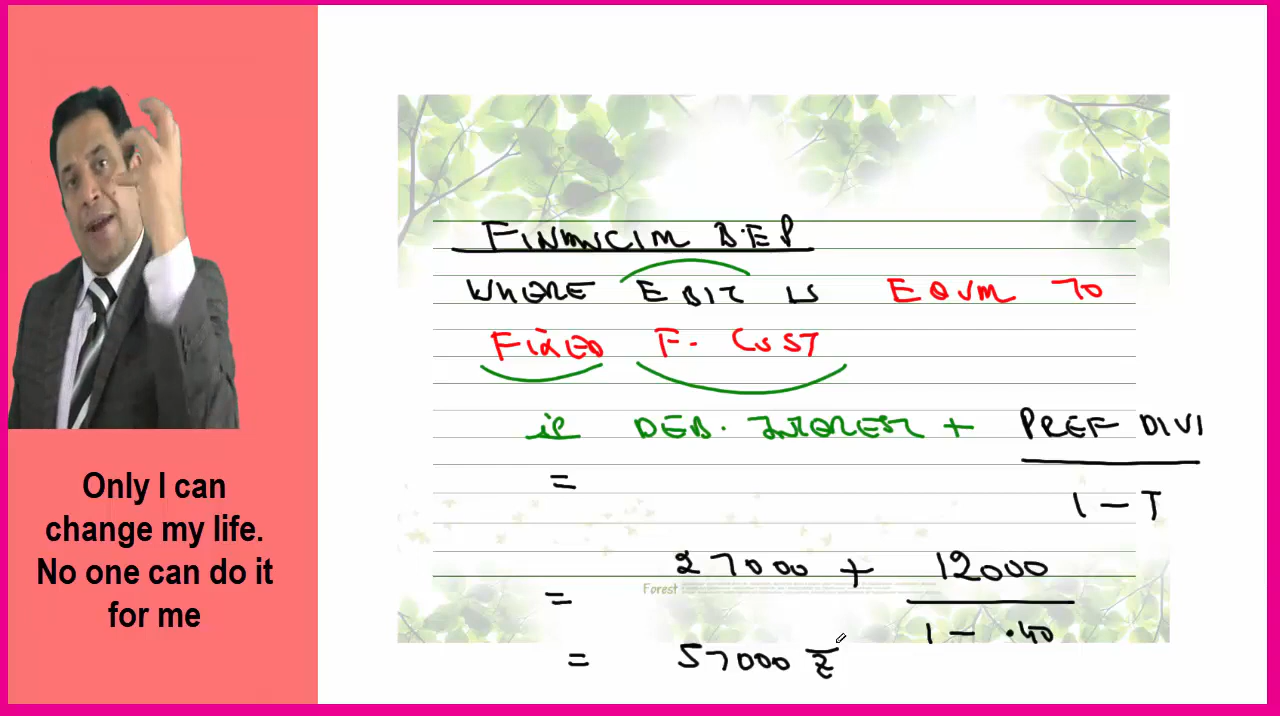 Only I can
change my life.
No one can do it
for me
FINANCIAL B.E.P
WHERE EBIT IS EQUAL TO
FIXED F. COST
ie DEB. INTEREST + PREF DIVI
=
1 - T
27000 + 12000
Forest
=
1 - .40
= 57000 ₹